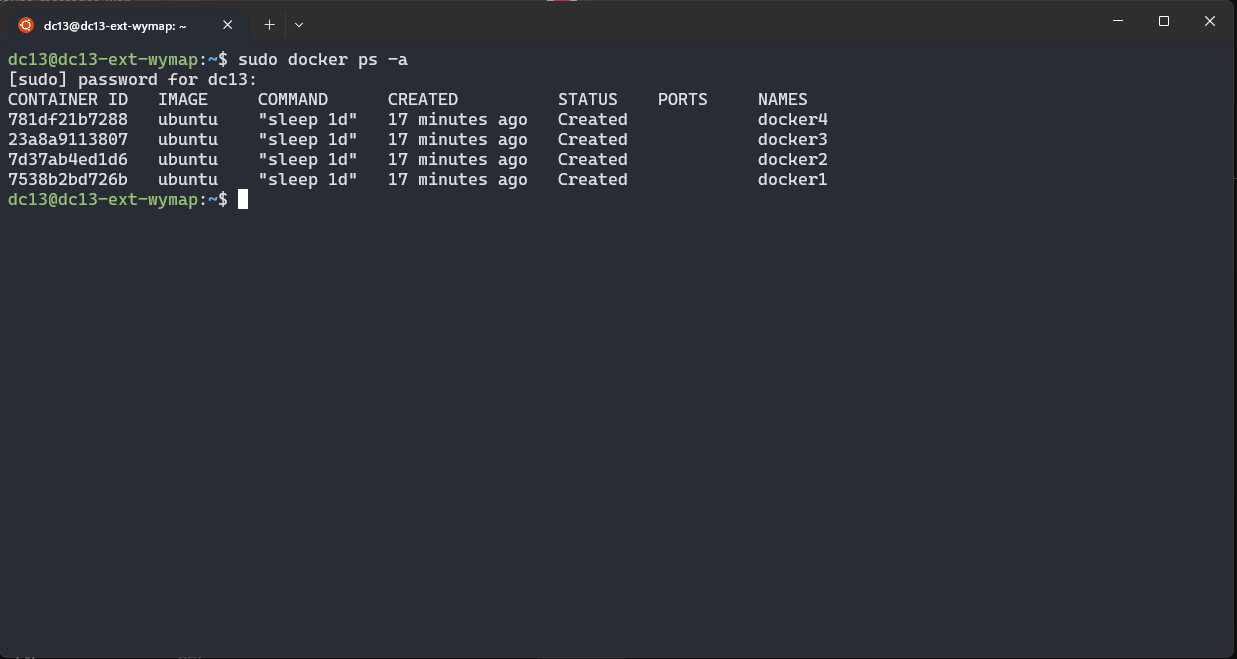 dc13@dc13-ext-wymap: ~
dc13@dc13-ext-wymap:~$ sudo docker ps -a
[sudo] password for dc13:
CONTAINER ID   IMAGE     COMMAND      CREATED          STATUS    PORTS     NAMES
781df21b7288   ubuntu    "sleep 1d"   17 minutes ago   Created             docker4
23a8a9113807   ubuntu    "sleep 1d"   17 minutes ago   Created             docker3
7d37ab4ed1d6   ubuntu    "sleep 1d"   17 minutes ago   Created             docker2
7538b2bd726b   ubuntu    "sleep 1d"   17 minutes ago   Created             docker1
dc13@dc13-ext-wymap:~$